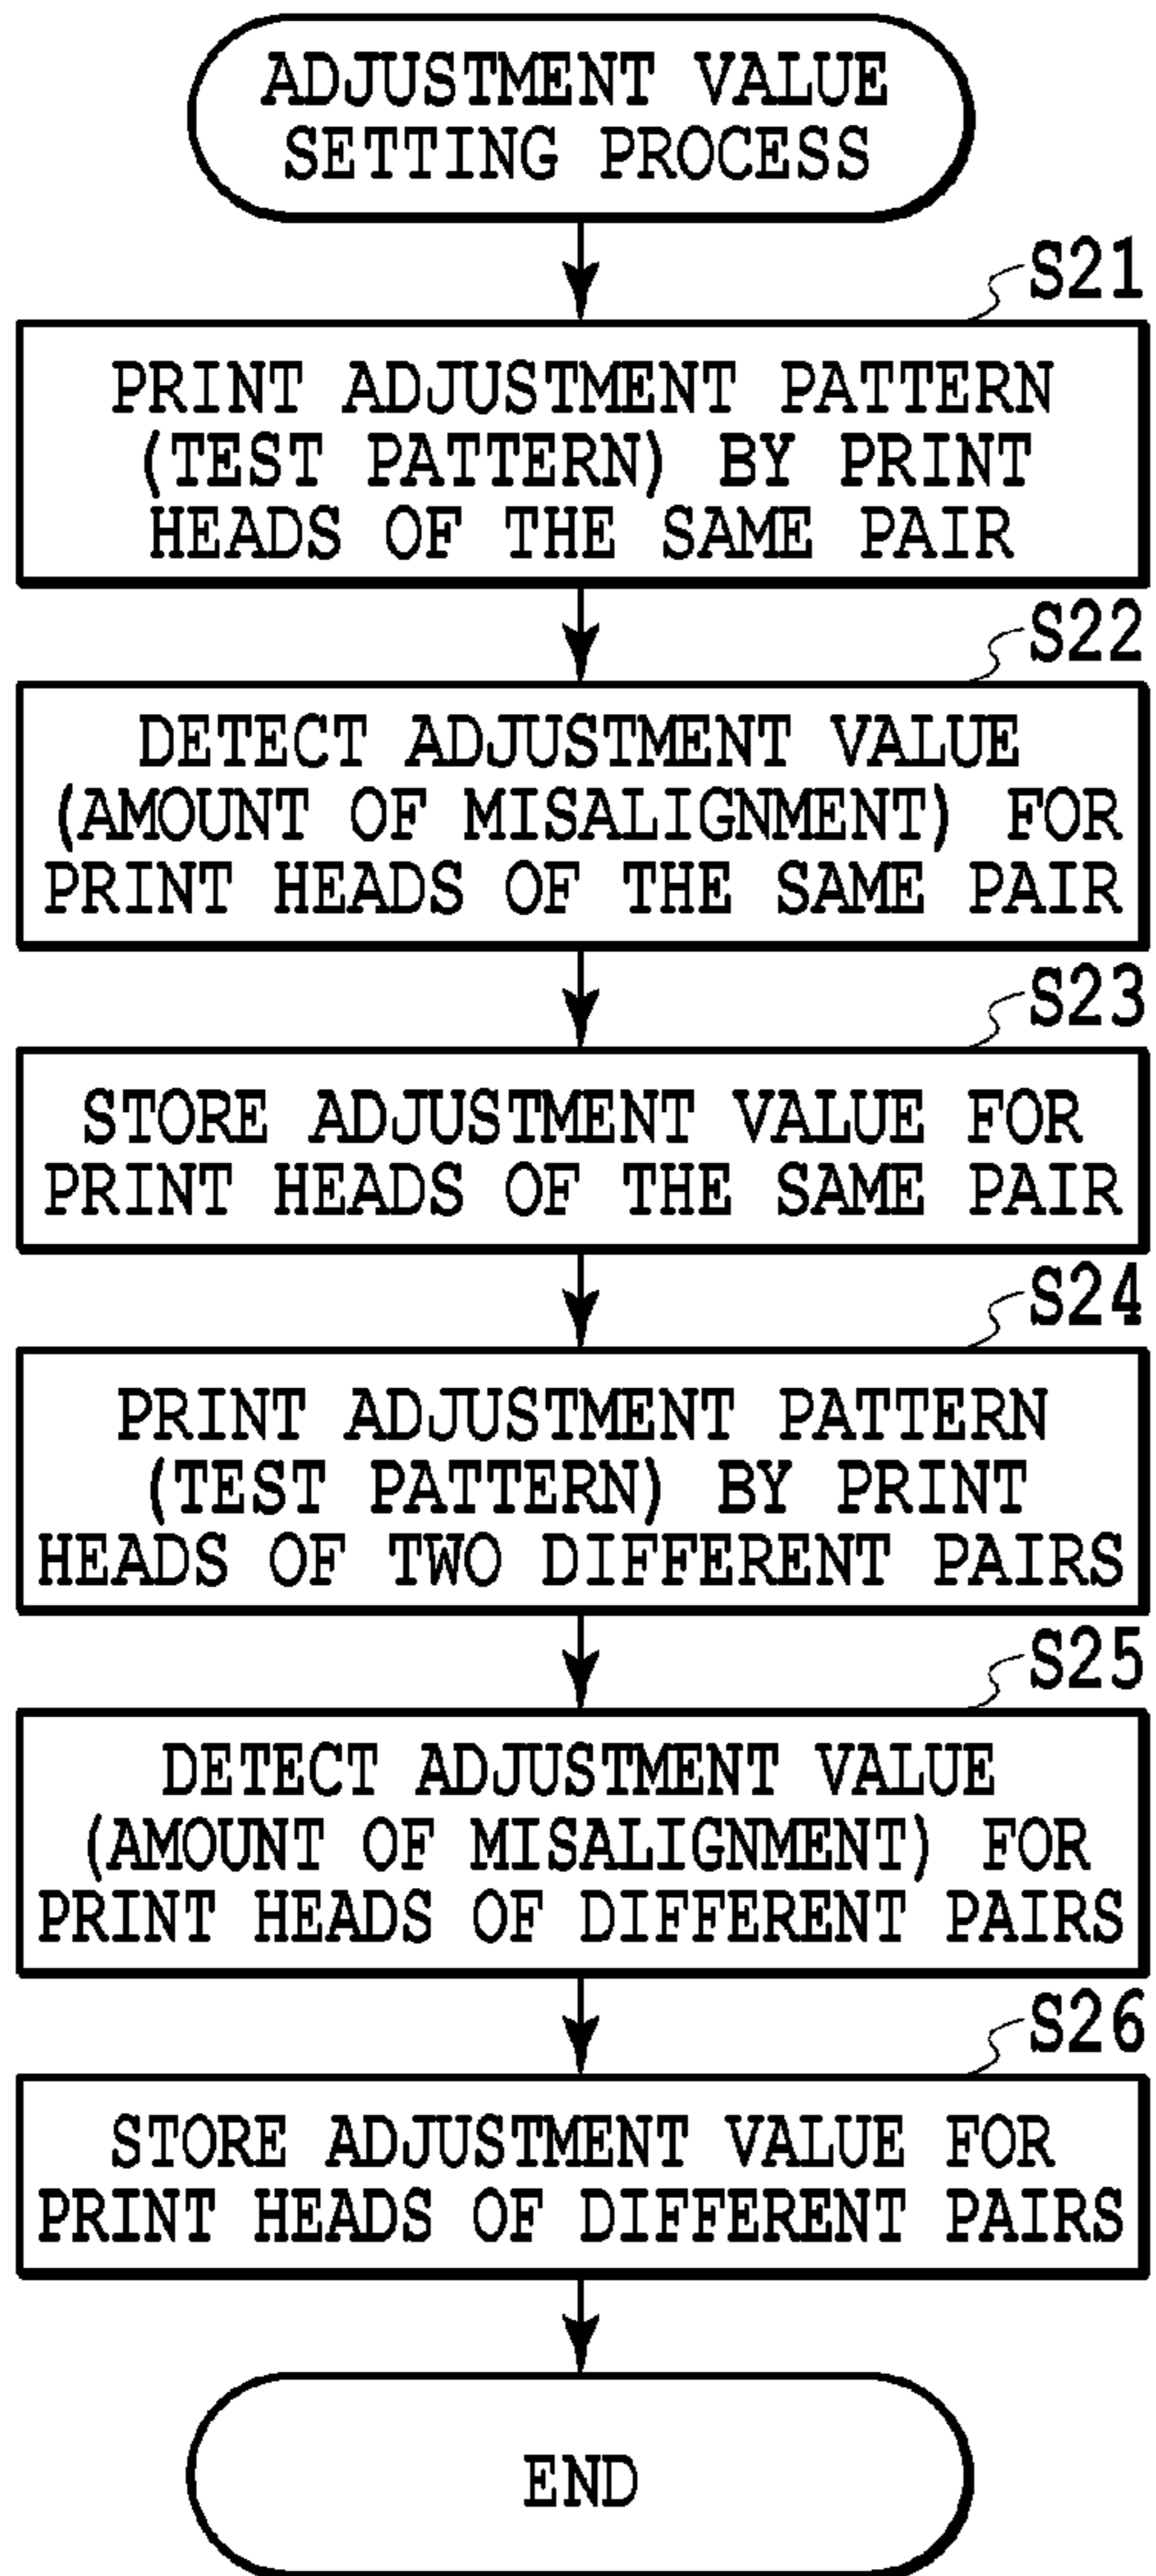 ADJUSTMENT VALUE
SETTING PROCESS
S21
PRINT ADJUSTMENT PATTERN
(TEST PATTERN) BY PRINT
HEADS OF THE SAME PAIR
S22
DETECT ADJUSTMENT VALUE
(AMOUNT OF MISALIGNMENT) FOR
PRINT HEADS OF THE SAME PAIR
S23
STORE ADJUSTMENT VALUE FOR
PRINT HEADS OF THE SAME PAIR
S24
PRINT ADJUSTMENT PATTERN
(TEST PATTERN) BY PRINT
HEADS OF TWO DIFFERENT PAIRS
S25
DETECT ADJUSTMENT VALUE
(AMOUNT OF MISALIGNMENT) FOR
PRINT HEADS OF DIFFERENT PAIRS
S26
STORE ADJUSTMENT VALUE FOR
PRINT HEADS OF DIFFERENT PAIRS
END